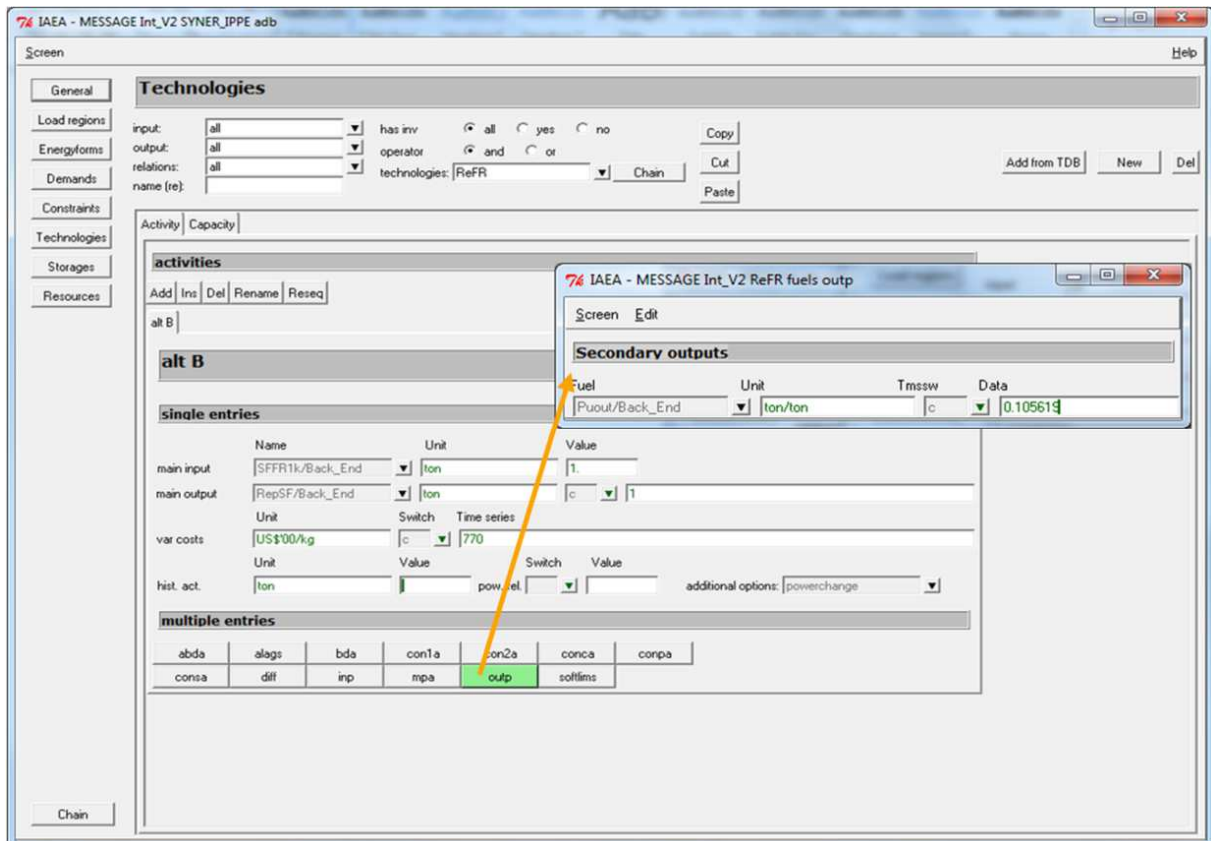 IAEA - MESSAGE Int_V2 SYNER_IPPE adb
Screen Help
General
Load regions
Energyforms
Demands
Constraints
Technologies
Storages
Resources
Chain
Technologies
input: all has inv all yes no Copy
output: all operator and or
relations: all technologies: ReFR Chain Cut Add from TDB New Del
name (re): Paste
Activity Capacity
activities
Add Ins Del Rename Reseq
alt B
alt B
single entries
Name Unit Value
main input SFFR1k/Back_End ton 1.
main output RepSF/Back_End ton c 1
Unit Switch Time series
var costs US$'00/kg c 770
Unit Value Switch Value
hist. act. ton pow. rel. additional options: powerchange
multiple entries
abda alags bda con1a con2a conca conpa
consa diff inp mpa outp softlims
IAEA - MESSAGE Int_V2 ReFR fuels outp
Screen Edit
Secondary outputs
Fuel Unit Tmssw Data
Puout/Back_End ton/ton c 0.105619